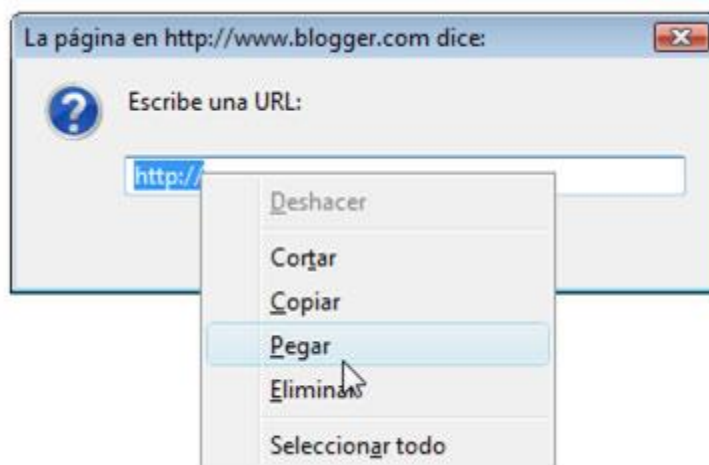 La página en http://www.blogger.com dice:
Escribe una URL:
http://
Deshacer
Cortar
Copiar
Pegar
Eliminar
Seleccionar todo